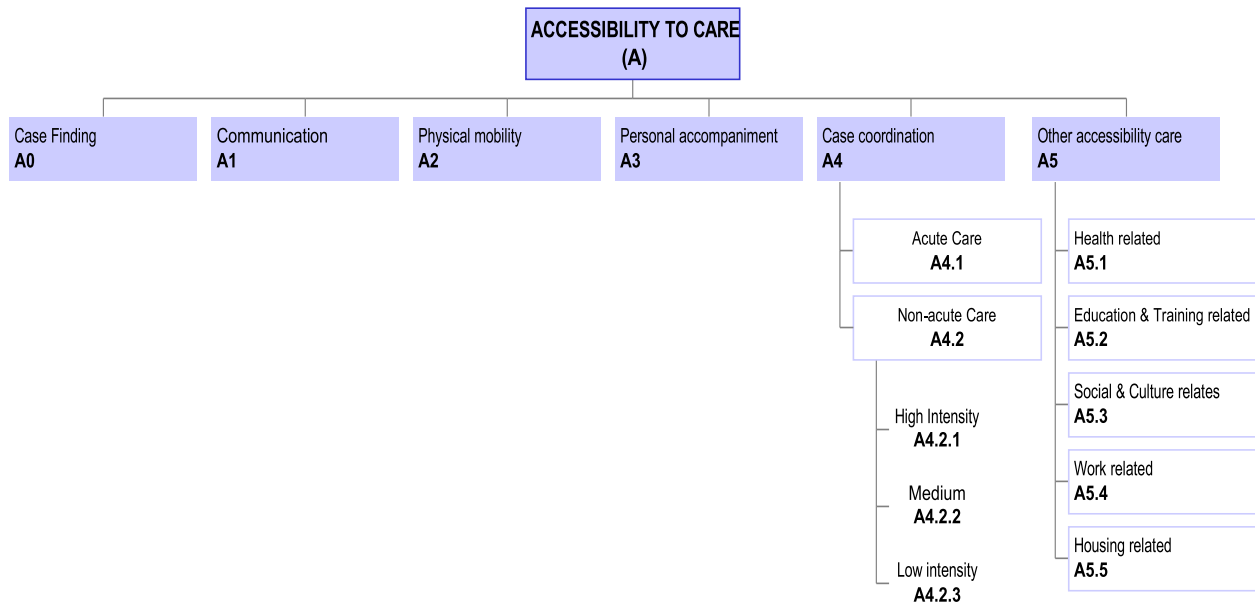 ACCESSIBILITY TO CARE
(A)
Case Finding
A0
Communication
A1
Physical mobility
A2
Personal accompaniment
A3
Case coordination
A4
Other accessibility care
A5
Acute Care
A4.1
Non-acute Care
A4.2
High Intensity
A4.2.1
Medium
A4.2.2
Low intensity
A4.2.3
Health related
A5.1
Education & Training related
A5.2
Social & Culture relates
A5.3
Work related
A5.4
Housing related
A5.5